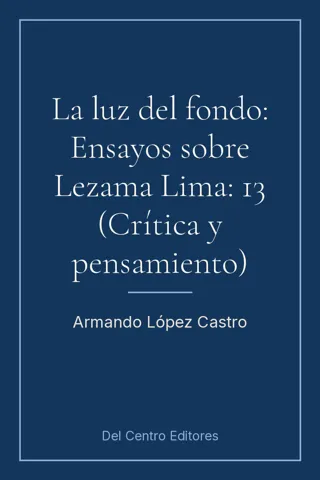 La luz del fondo:
Ensayos sobre
Lezama Lima: 13
(Crítica y
pensamiento)
Armando López Castro
Del Centro Editores